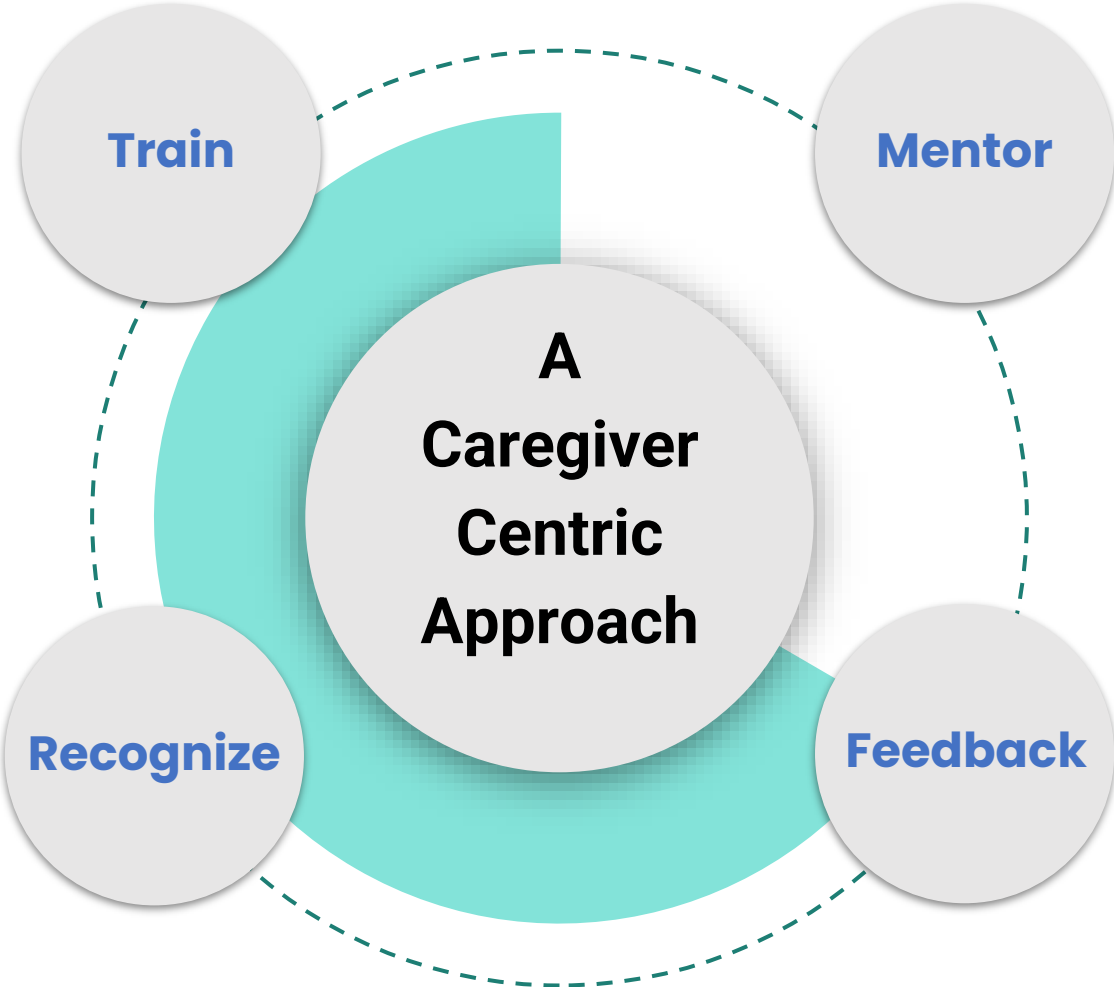 Train
Mentor
A
Caregiver
Centric
Approach
Recognize
Feedback